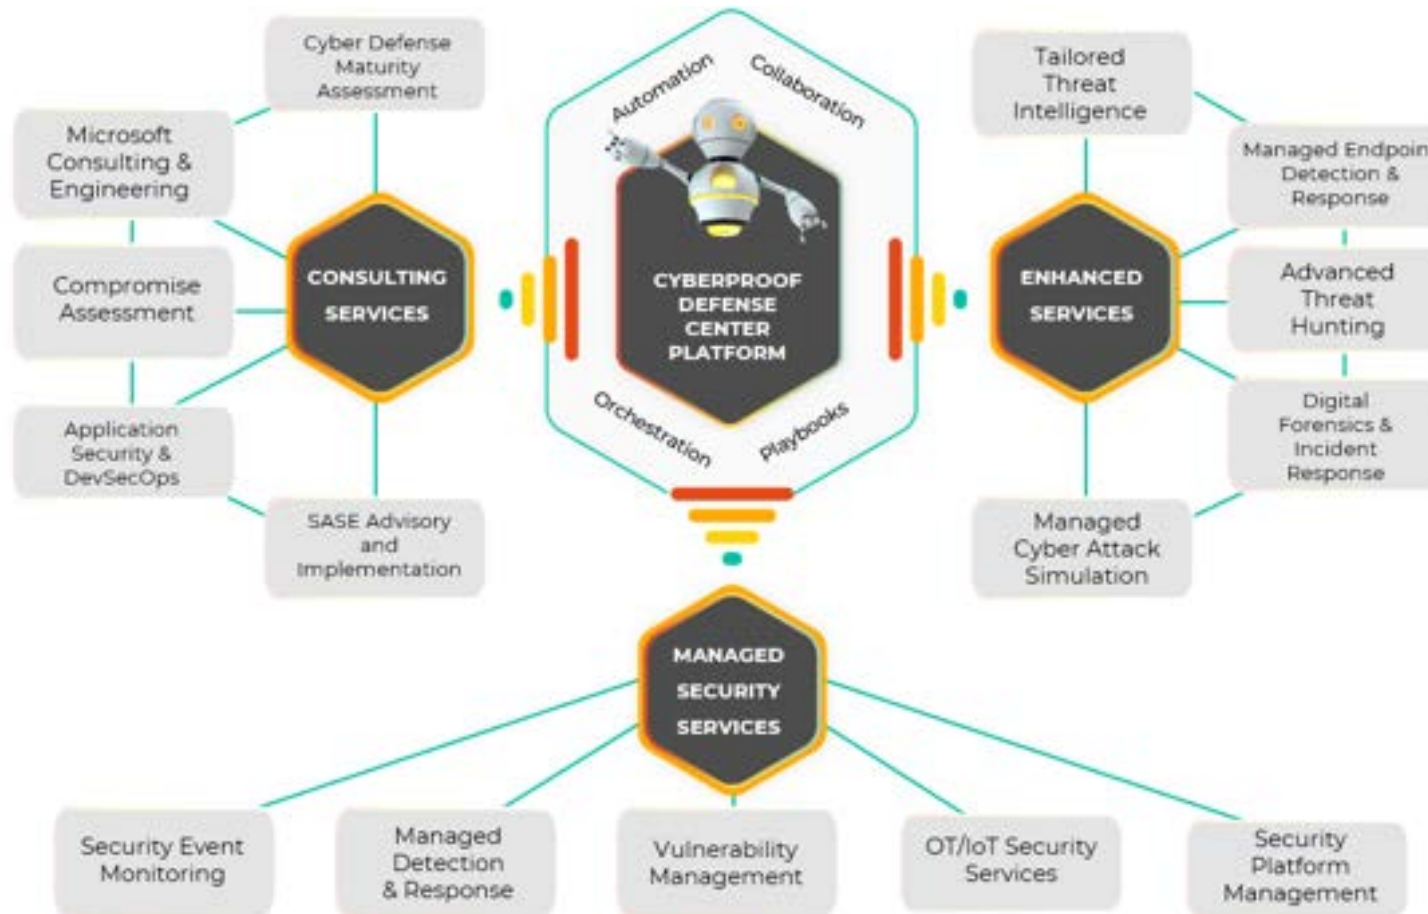 Cyber Defense
Maturity
Assessment
Microsoft
Consulting &
Engineering
Compromise
Assessment
Application
Security &
DevSecOps
SASE Advisory
and
Implementation
CONSULTING
SERVICES
Automation
Collaboration
CYBERPROOF
DEFENSE
CENTER
PLATFORM
Orchestration
Playbooks
ENHANCED
SERVICES
Tailored
Threat
Intelligence
Managed Endpoin
Detection &
Response
Advanced
Threat
Hunting
Digital
Forensics &
Incident
Response
Managed
Cyber Attack
Simulation
MANAGED
SECURITY
SERVICES
Security Event
Monitoring
Managed
Detection
& Response
Vulnerability
Management
OT/IoT Security
Services
Security
Platform
Management